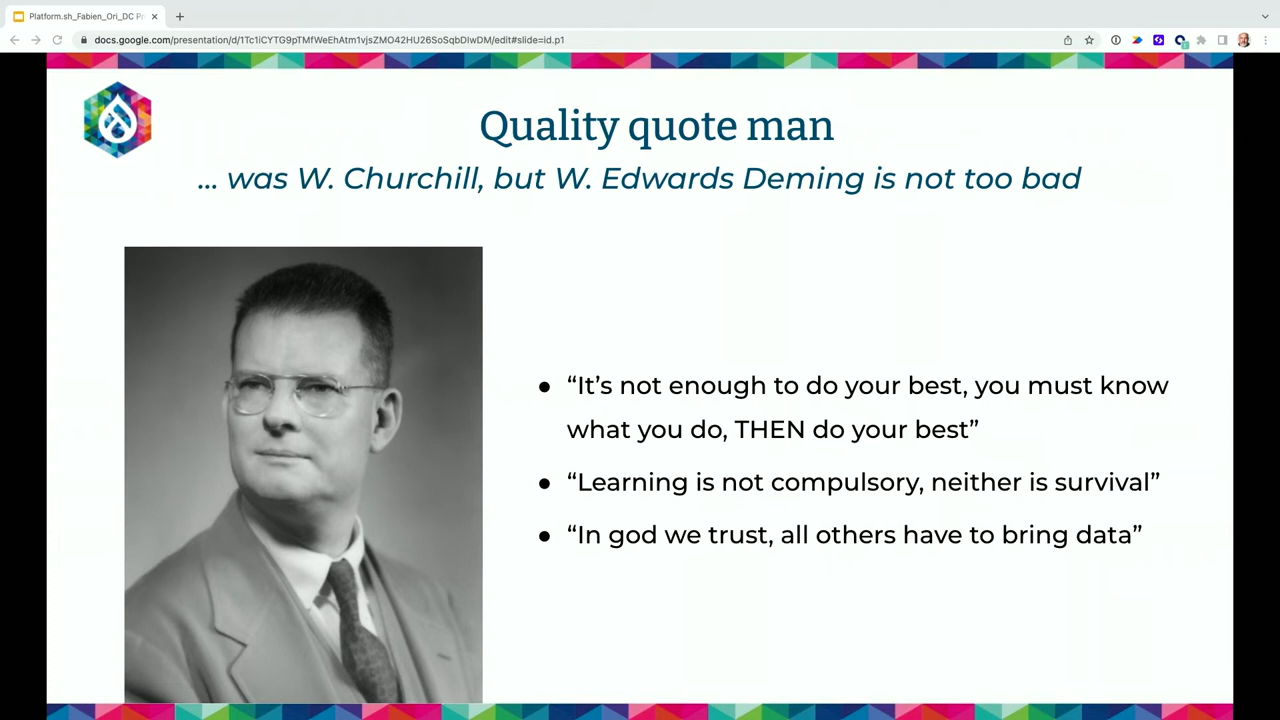 Platform.sh_Fabien_Ori_DC Pr
docs.google.com/presentation/d/1Tc1iCYTG9pTMfWeEhAtm1vjsZMO42HU26SoSqbDIwDM/edit#slide=id.p1
Quality quote man
... was W. Churchill, but W. Edwards Deming is not too bad
● “It’s not enough to do your best, you must know
what you do, THEN do your best”
● “Learning is not compulsory, neither is survival”
● “In god we trust, all others have to bring data”